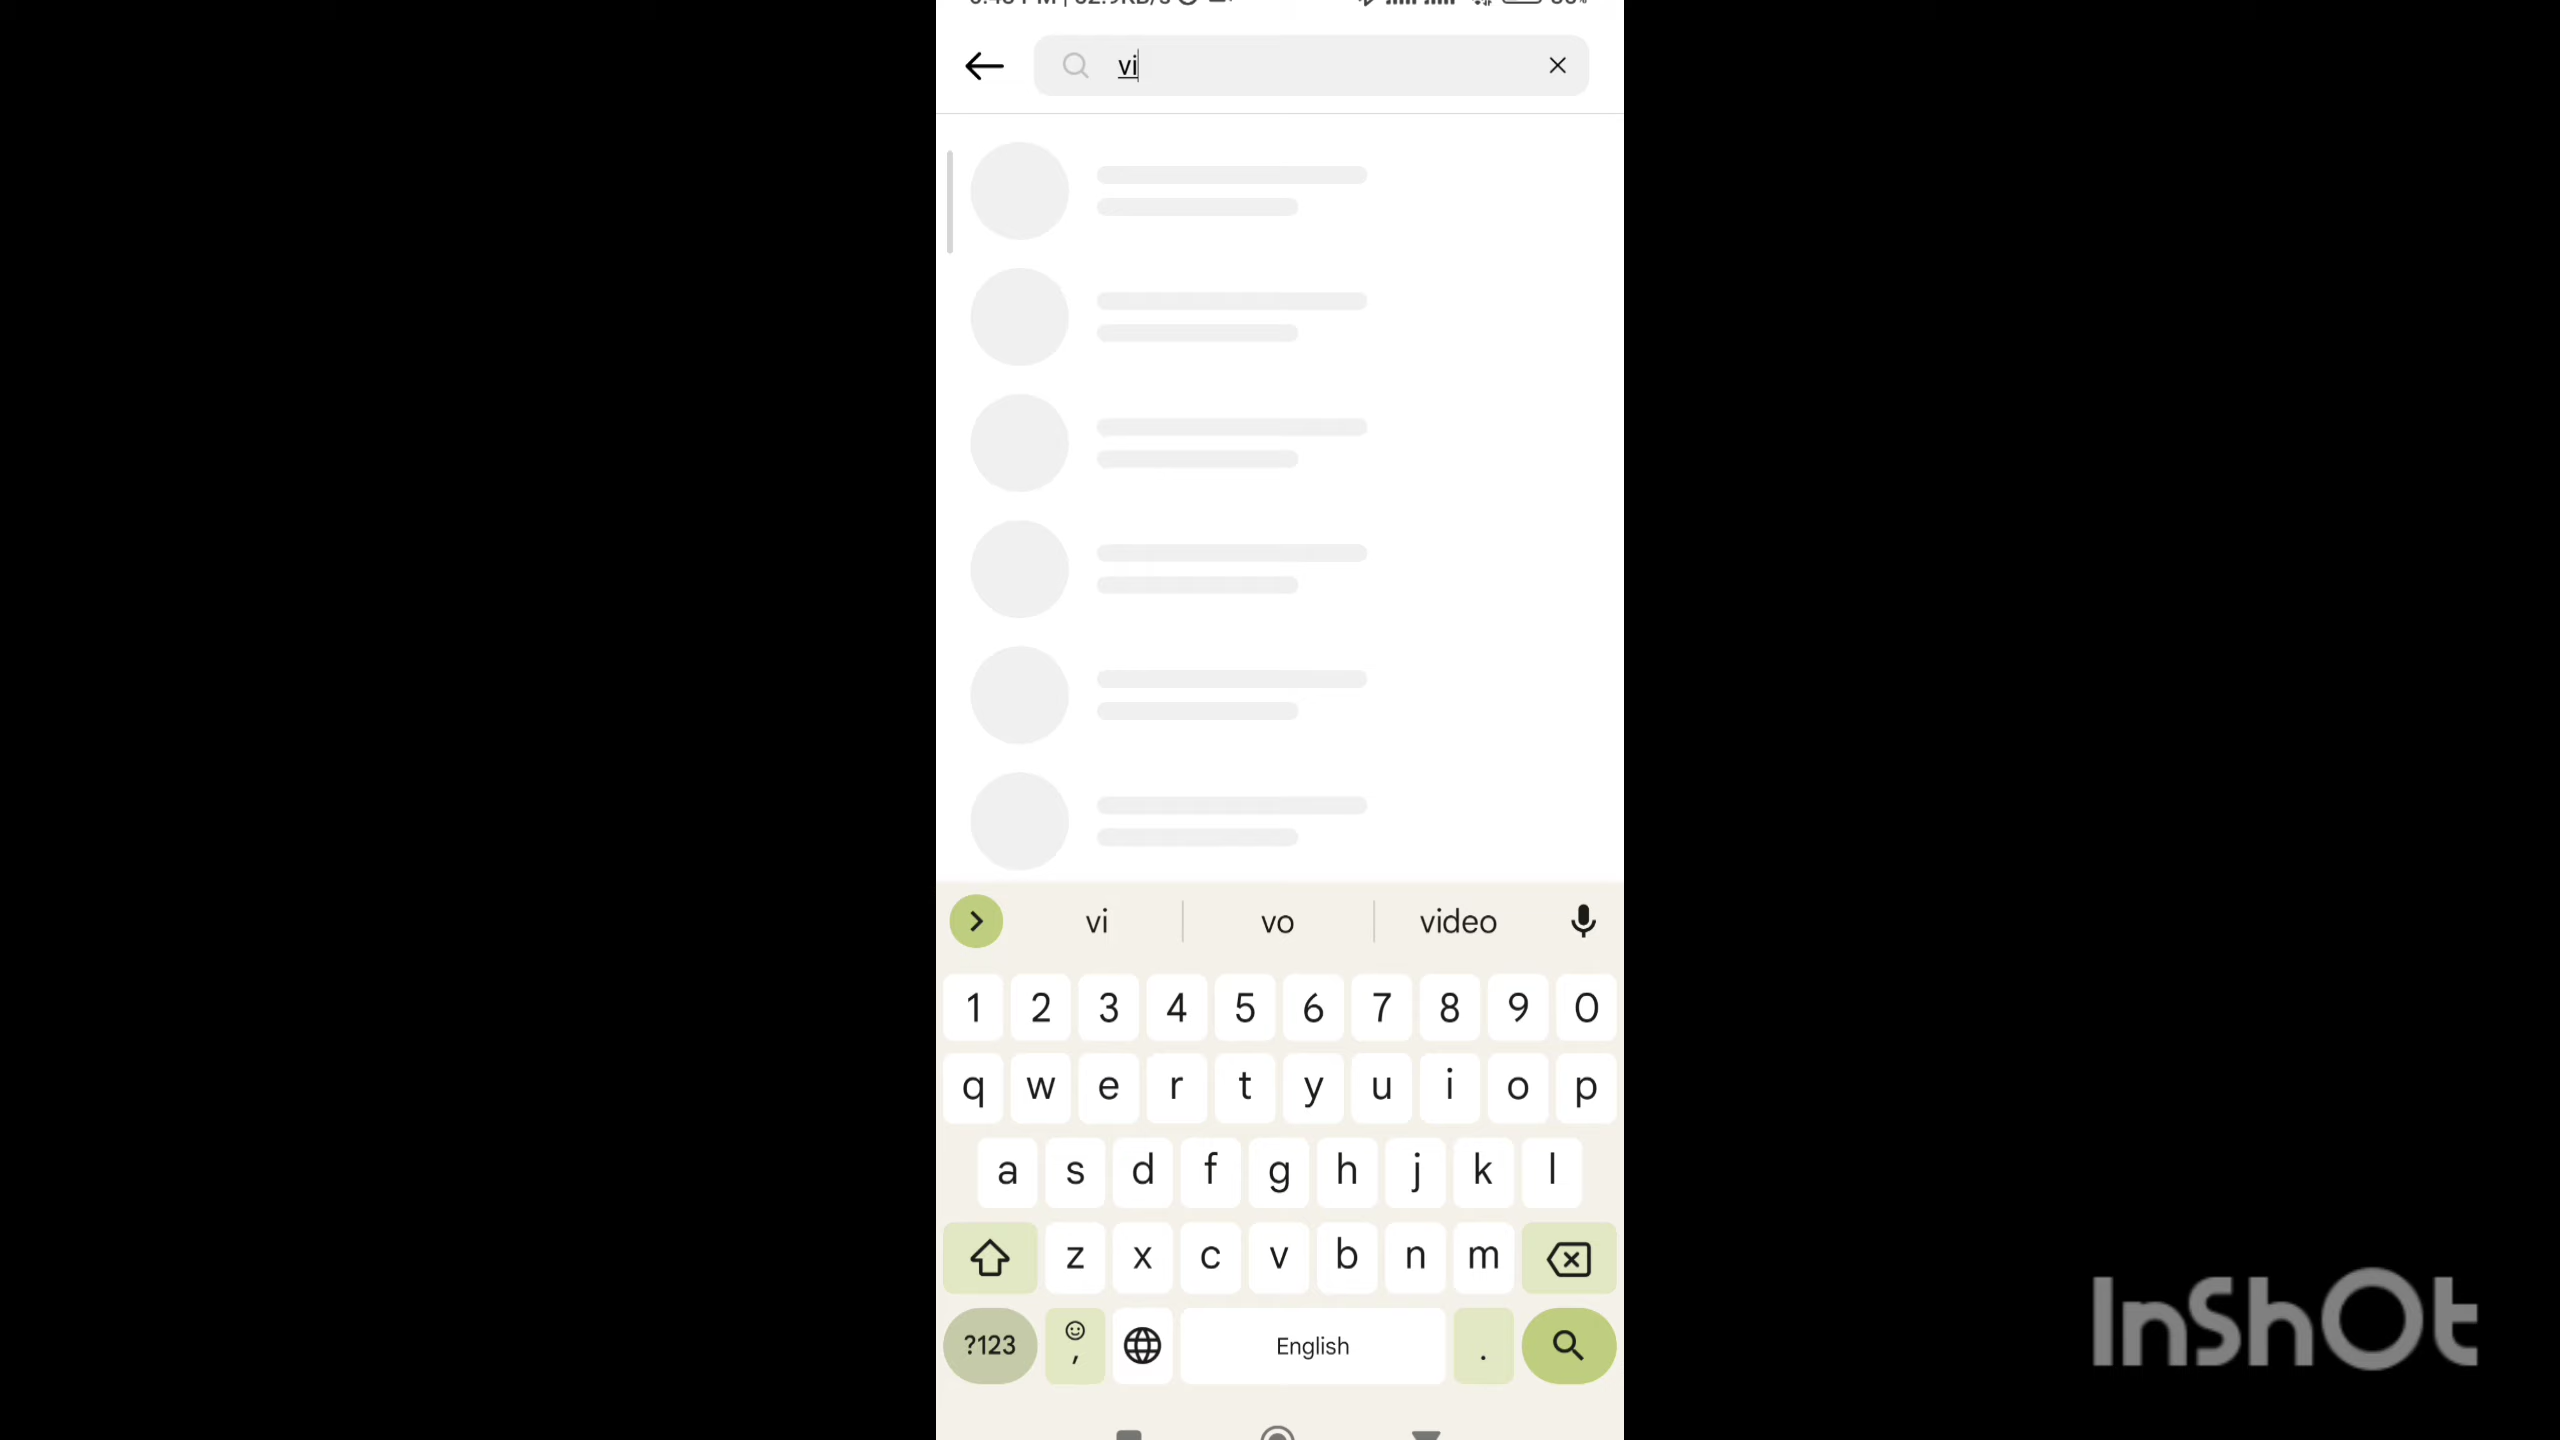 vi
vi vo video
1 2 3 4 5 6 7 8 9 0
q w e r t y u i o p
a s d f g h j k l
z x c v b n m
?123 , English .
InShOt